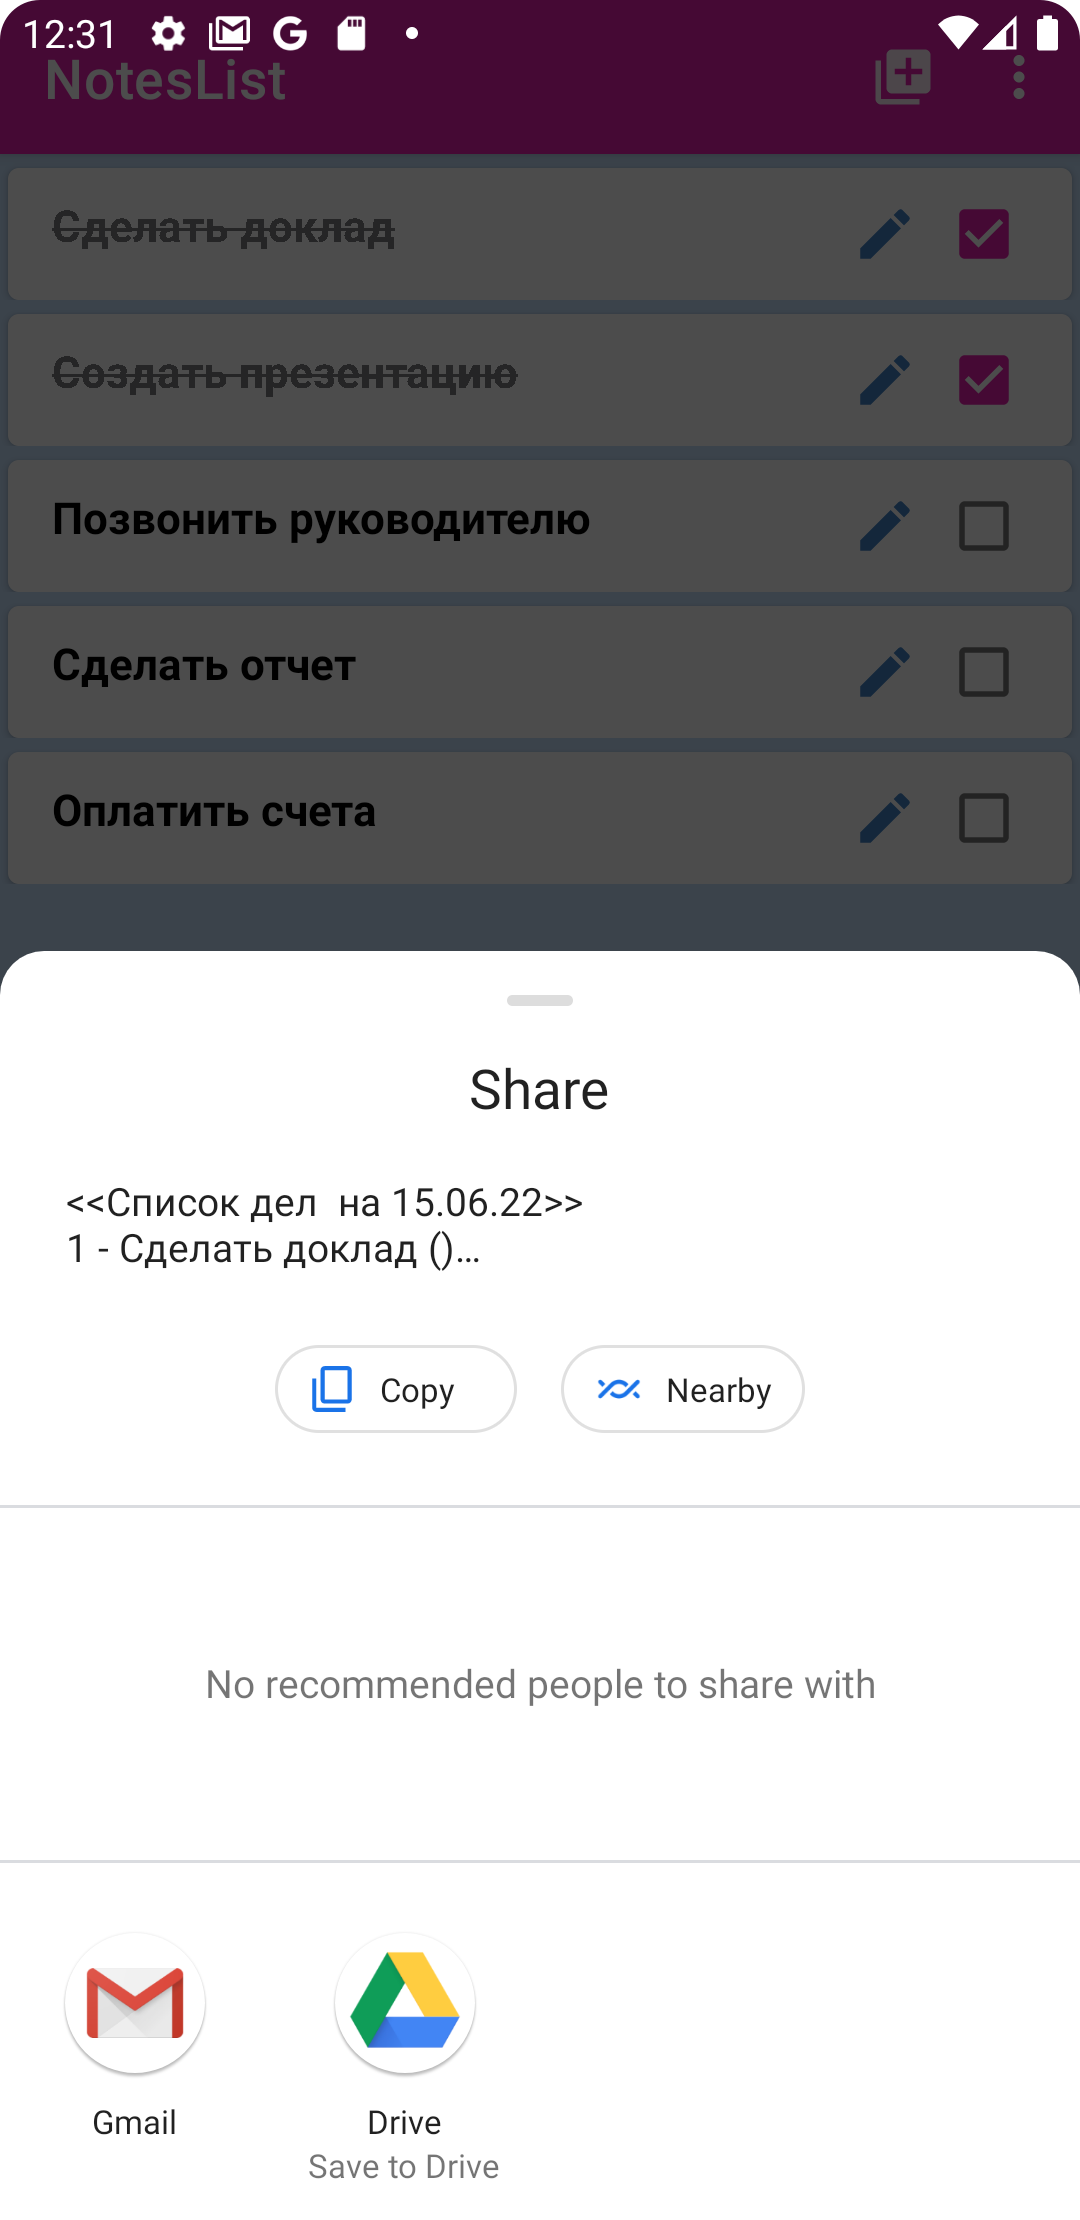 12:31
NotesList
Сделать доклад
Создать презентацию
Позвонить руководителю
Сделать отчет
Оплатить счета
Share
<<Список дел  на 15.06.22>>
1 - Сделать доклад ()...
Copy
Nearby
No recommended people to share with
Gmail
Drive
Save to Drive